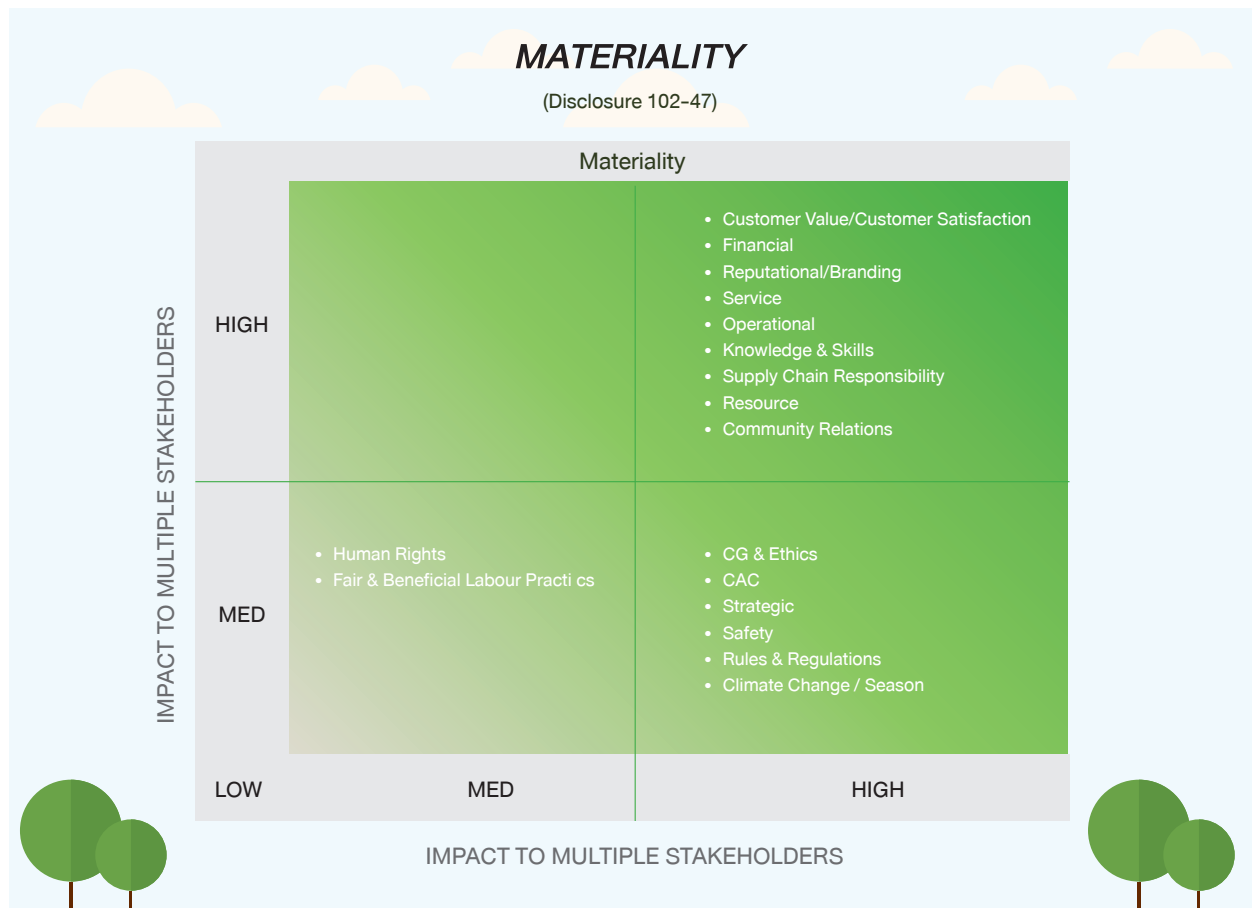 MATERIALITY
(Disclosure 102-47)
Materiality
IMPACT TO MULTIPLE STAKEHOLDERS
HIGH
• Customer Value/Customer Satisfaction
• Financial
• Reputational/Branding
• Service
• Operational
• Knowledge & Skills
• Supply Chain Responsibility
• Resource
• Community Relations
MED
• Human Rights
• Fair & Beneficial Labour Practi cs
• CG & Ethics
• CAC
• Strategic
• Safety
• Rules & Regulations
• Climate Change / Season
LOW
MED
HIGH
IMPACT TO MULTIPLE STAKEHOLDERS